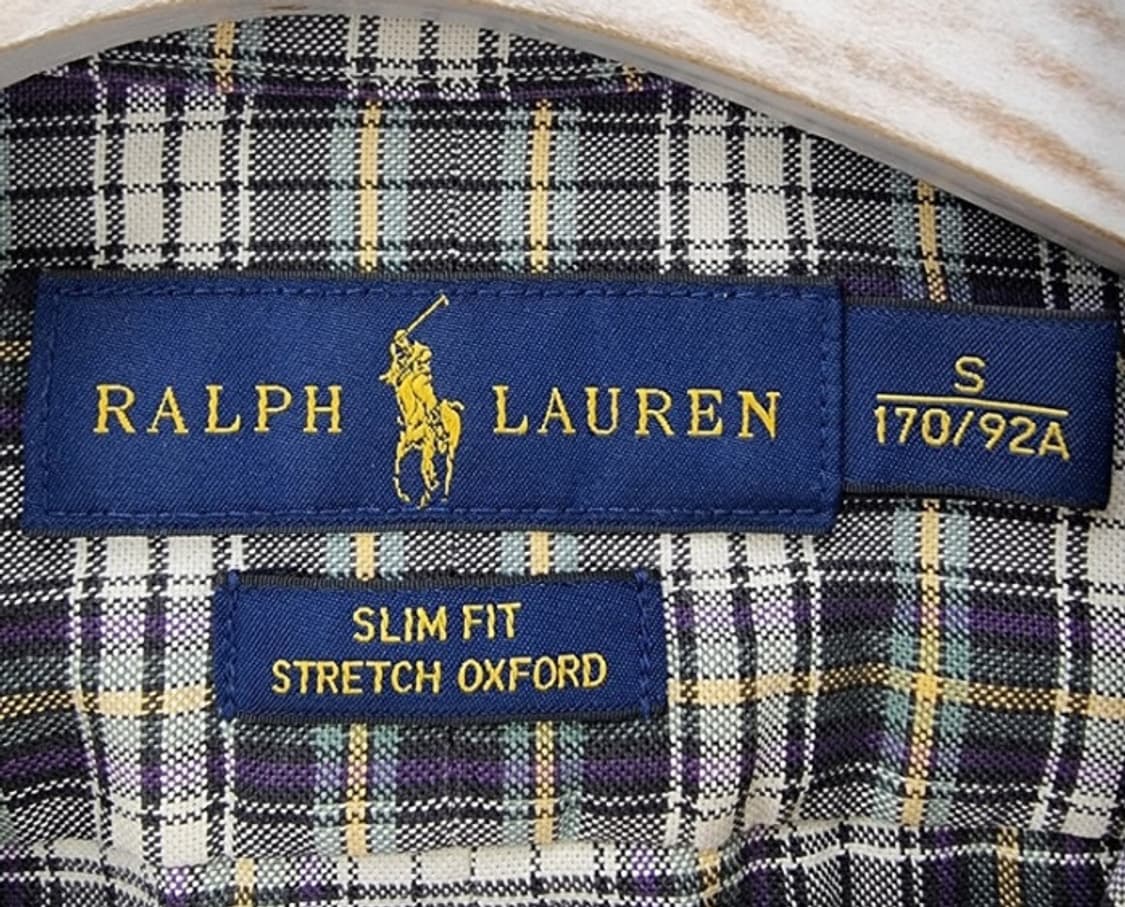 RALPH LAUREN
S
170/92A
SLIM FIT
STRETCH OXFORD